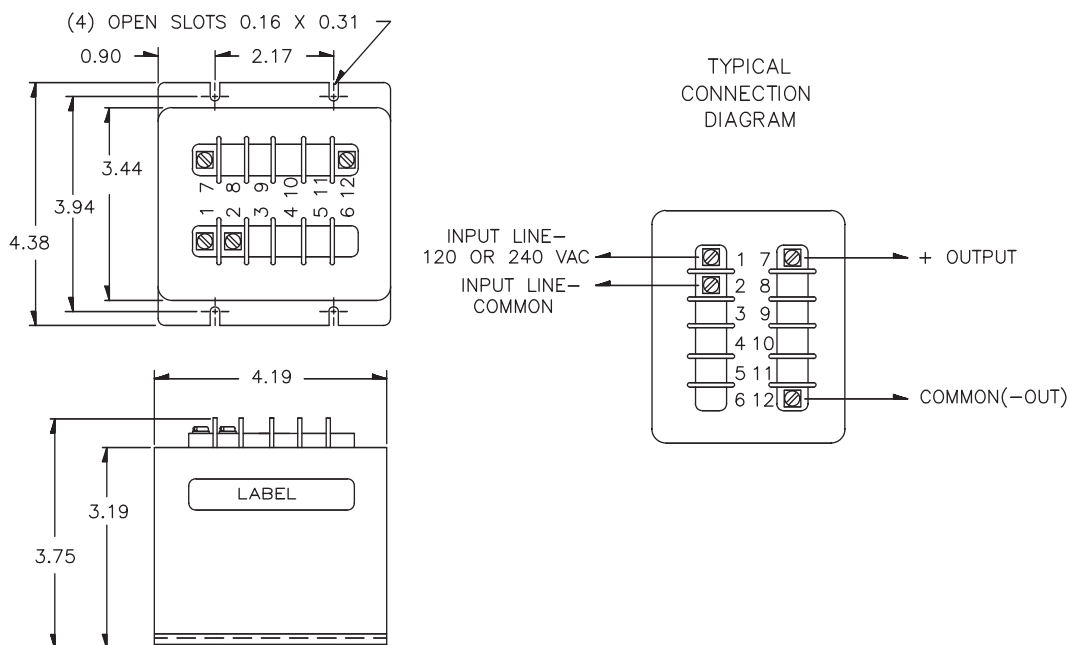 (4) OPEN SLOTS 0.16 X 0.31
0.90
2.17
4.38
3.94
3.44
7 8 9 10 11 12
1 2 3 4 5 6
4.19
3.75
3.19
LABEL
TYPICAL
CONNECTION
DIAGRAM
INPUT LINE-
120 OR 240 VAC
INPUT LINE-
COMMON
1 7
2 8
3 9
4 10
5 11
6 12
+ OUTPUT
COMMON(-OUT)